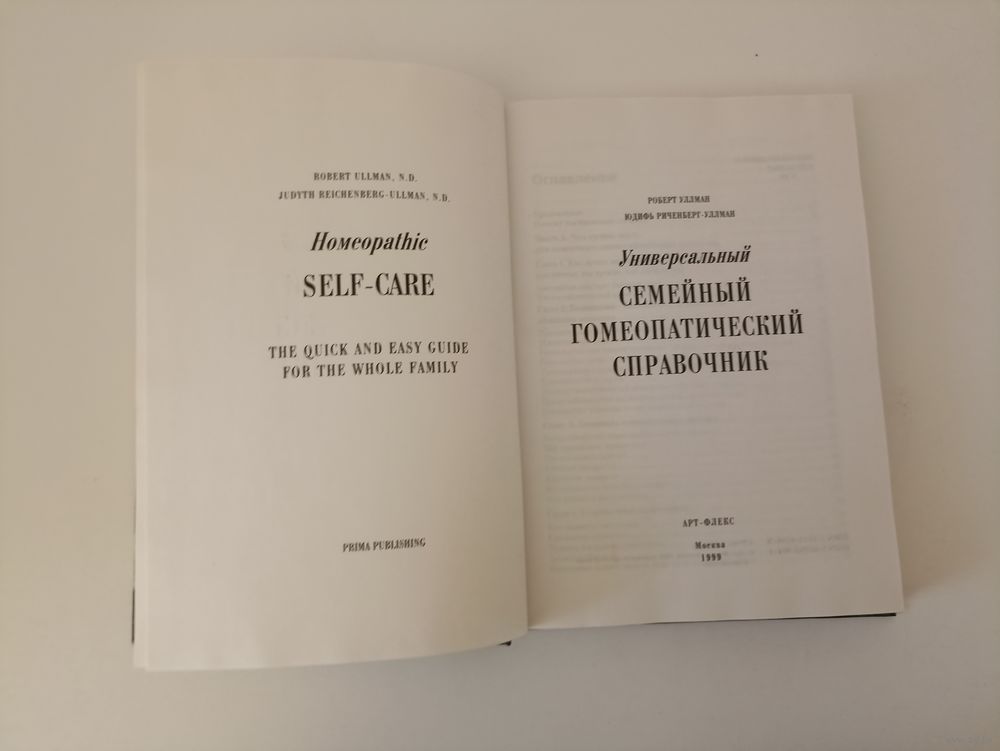 ROBERT ULLMAN, N.D.
JUDYTH REICHENBERG-ULLMAN, N.D.
Homeopathic
SELF-CARE
THE QUICK AND EASY GUIDE
FOR THE WHOLE FAMILY
PRIMA PUBLISHING
РОБЕРТ УЛЛМАН
ЮДИФЬ РИЧЕНБЕРГ-УЛЛМАН
Универсальный
СЕМЕЙНЫЙ
ГОМЕОПАТИЧЕСКИЙ
СПРАВОЧНИК
АРТ-ФЛЕКС
Москва
1999